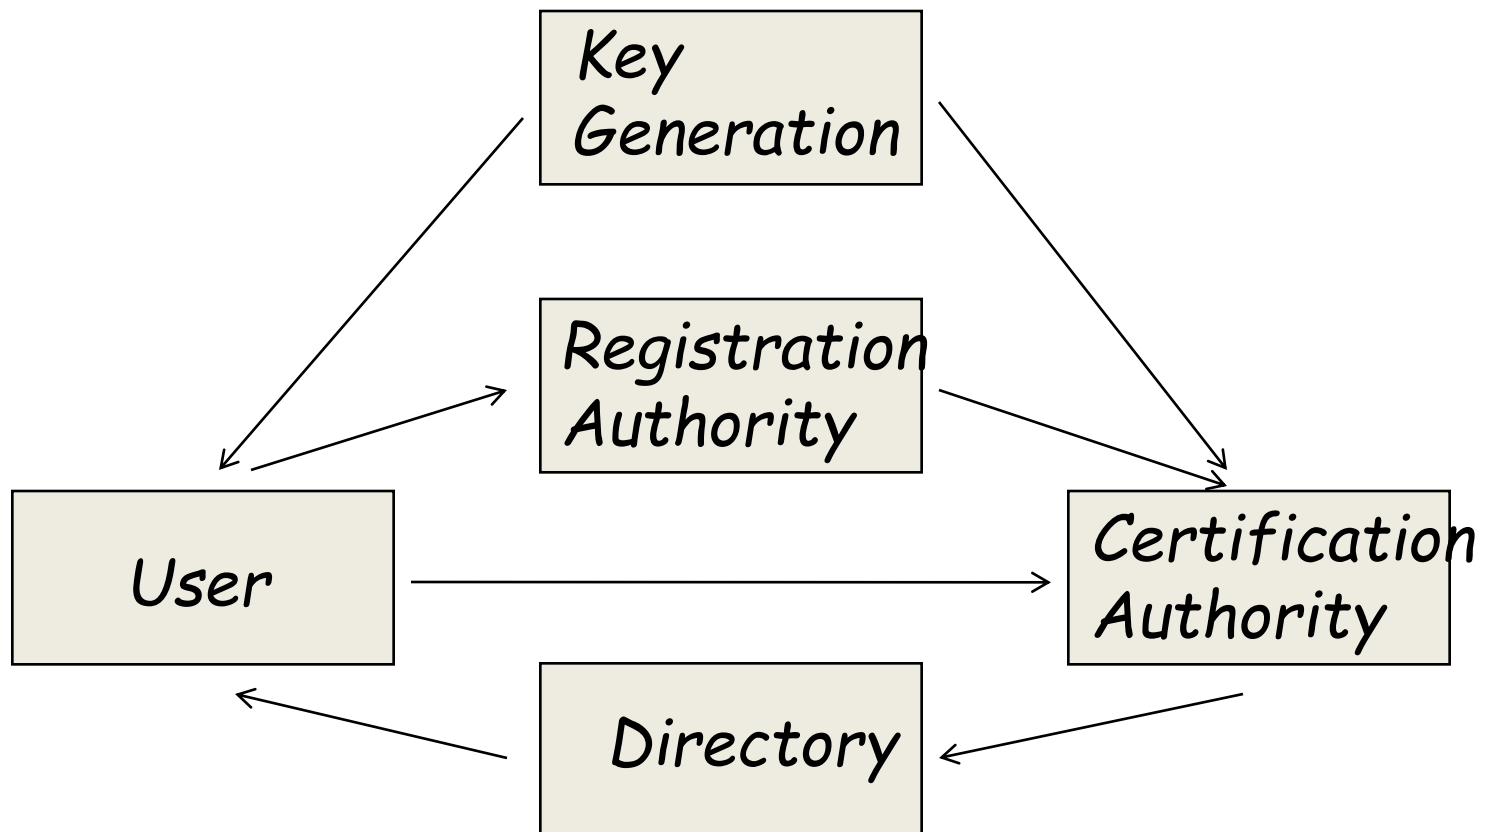 Key
Generation
Registration
Authority
User
Certification
Authority
Directory